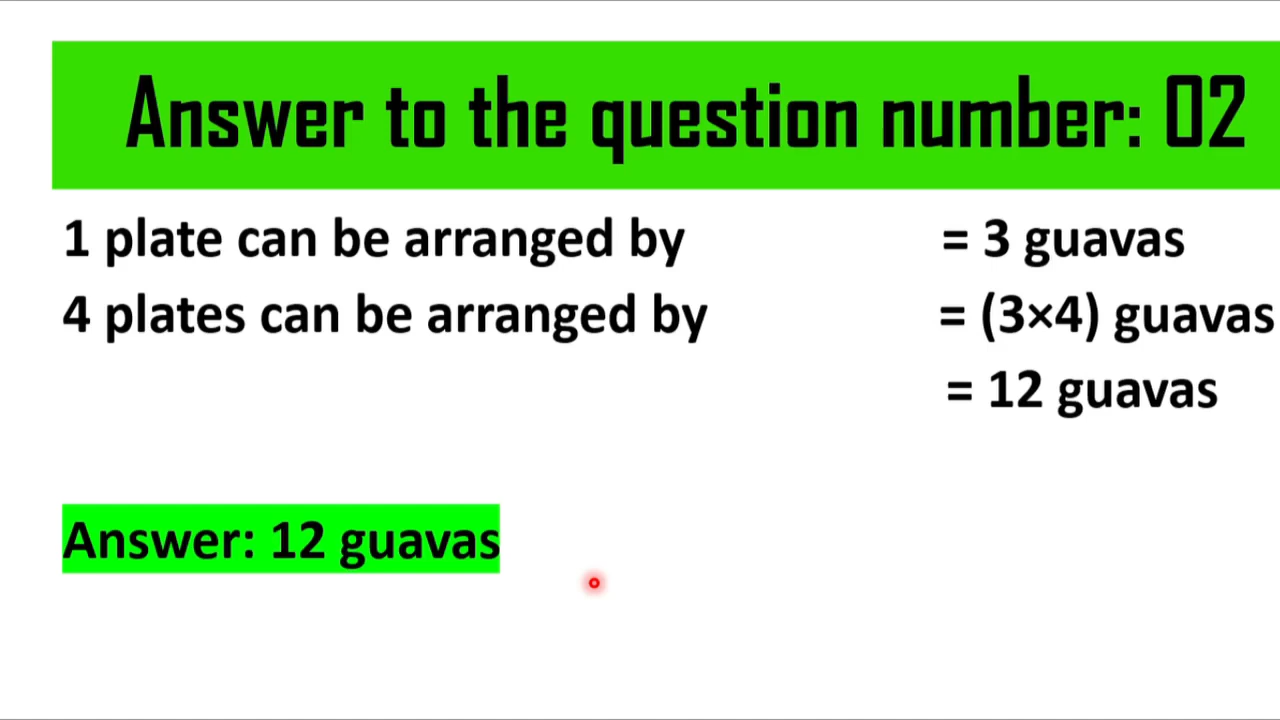 Answer to the question number: 02
1 plate can be arranged by = 3 guavas
4 plates can be arranged by = (3×4) guavas
= 12 guavas
Answer: 12 guavas